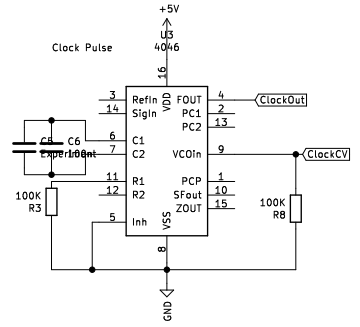 +5V
U3
Clock Pulse
4046
16
VDD
3 RefIn FOUT 4 ClockOut
14 SigIn PC1 2
PC2 13
C5 C6
6 C1
Experiment 100n
7 C2 VCOin 9 ClockCV
11 R1 PCP 1
12 R2 SFout 10
100K
R3
ZOUT 15
100K
R8
5 Inh
VSS
8
GND